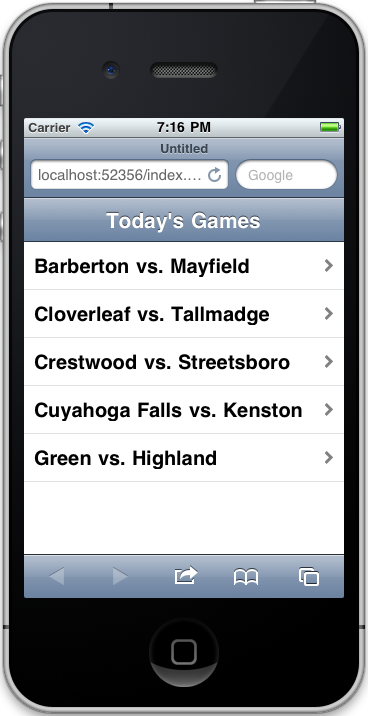 Carrier 7:16 PM
Untitled
localhost:52356/index.... Google
Today's Games
Barberton vs. Mayfield
Cloverleaf vs. Tallmadge
Crestwood vs. Streetsboro
Cuyahoga Falls vs. Kenston
Green vs. Highland